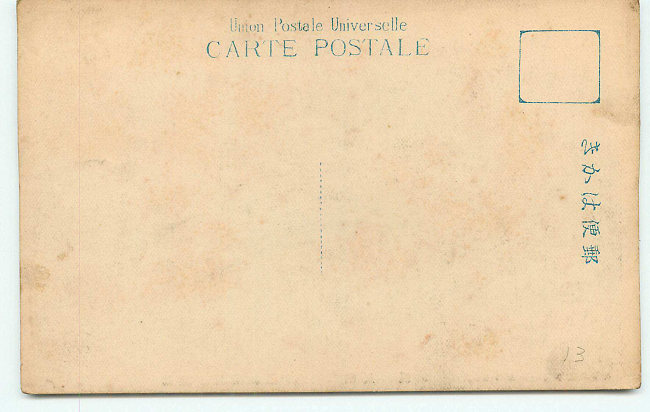 Union Postale Universelle
CARTE POSTALE
郵便はかき
13